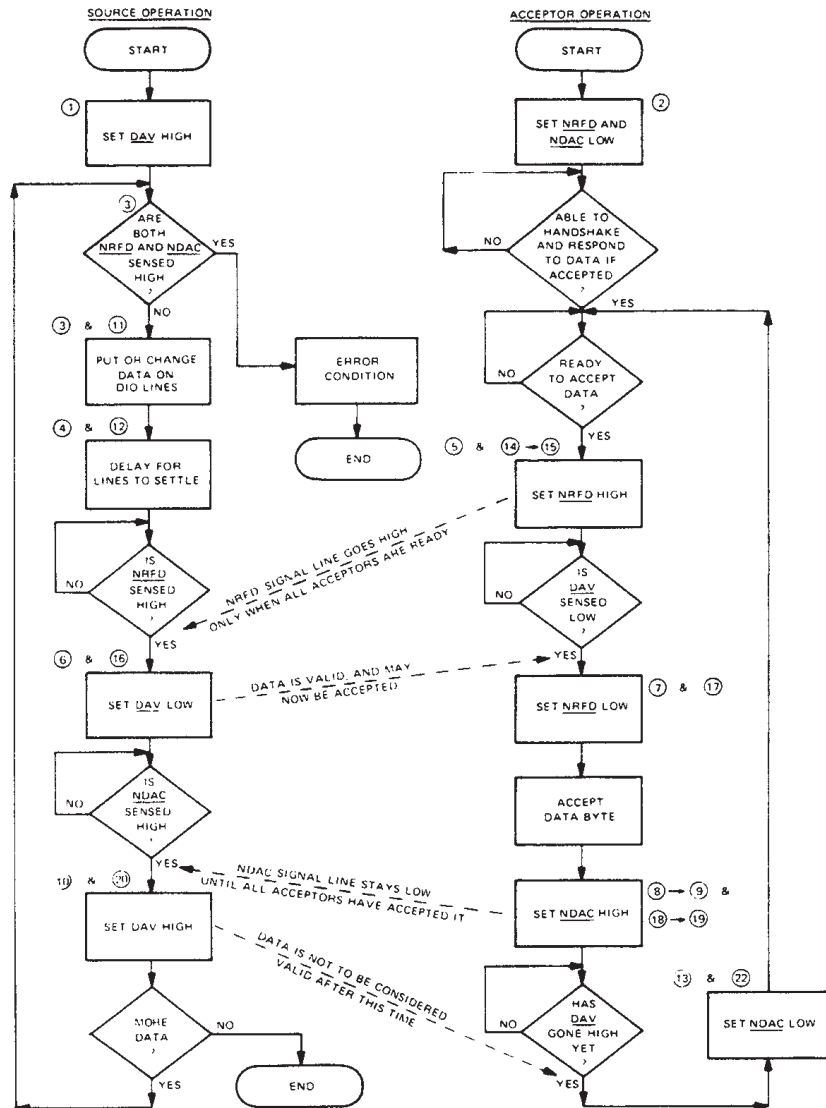 SOURCE OPERATION
START
1
SET DAV HIGH
3
ARE
BOTH
NRFD AND NDAC
SENSED
HIGH
?
YES
NO
3 & 11
PUT OR CHANGE
DATA ON
DIO LINES
ERROR
CONDITION
END
4 & 12
DELAY FOR
LINES TO SETTLE
IS
NRFD
SENSED
HIGH
?
NO
YES
6 & 16
SET DAV LOW
IS
NDAC
SENSED
HIGH
?
NO
YES
10 & 20
SET DAV HIGH
MORE
DATA
?
NO
YES
END
NRFD SIGNAL LINE GOES HIGH
ONLY WHEN ALL ACCEPTORS ARE READY
DATA IS VALID, AND MAY
NOW BE ACCEPTED
NDAC SIGNAL LINE STAYS LOW
UNTIL ALL ACCEPTORS HAVE ACCEPTED IT
DATA IS NOT TO BE CONSIDERED
VALID AFTER THIS TIME
ACCEPTOR OPERATION
START
2
SET NRFD AND
NDAC LOW
ABLE TO
HANDSHAKE
AND RESPOND
TO DATA IF
ACCEPTED
?
NO
YES
READY
TO ACCEPT
DATA
?
NO
YES
5 & 14 → 15
SET NRFD HIGH
IS
DAV
SENSED
LOW
?
NO
YES
7 & 17
SET NRFD LOW
ACCEPT
DATA BYTE
8 → 9 &
18 → 19
SET NDAC HIGH
HAS
DAV
GONE HIGH
YET
?
NO
YES
13 & 22
SET NDAC LOW